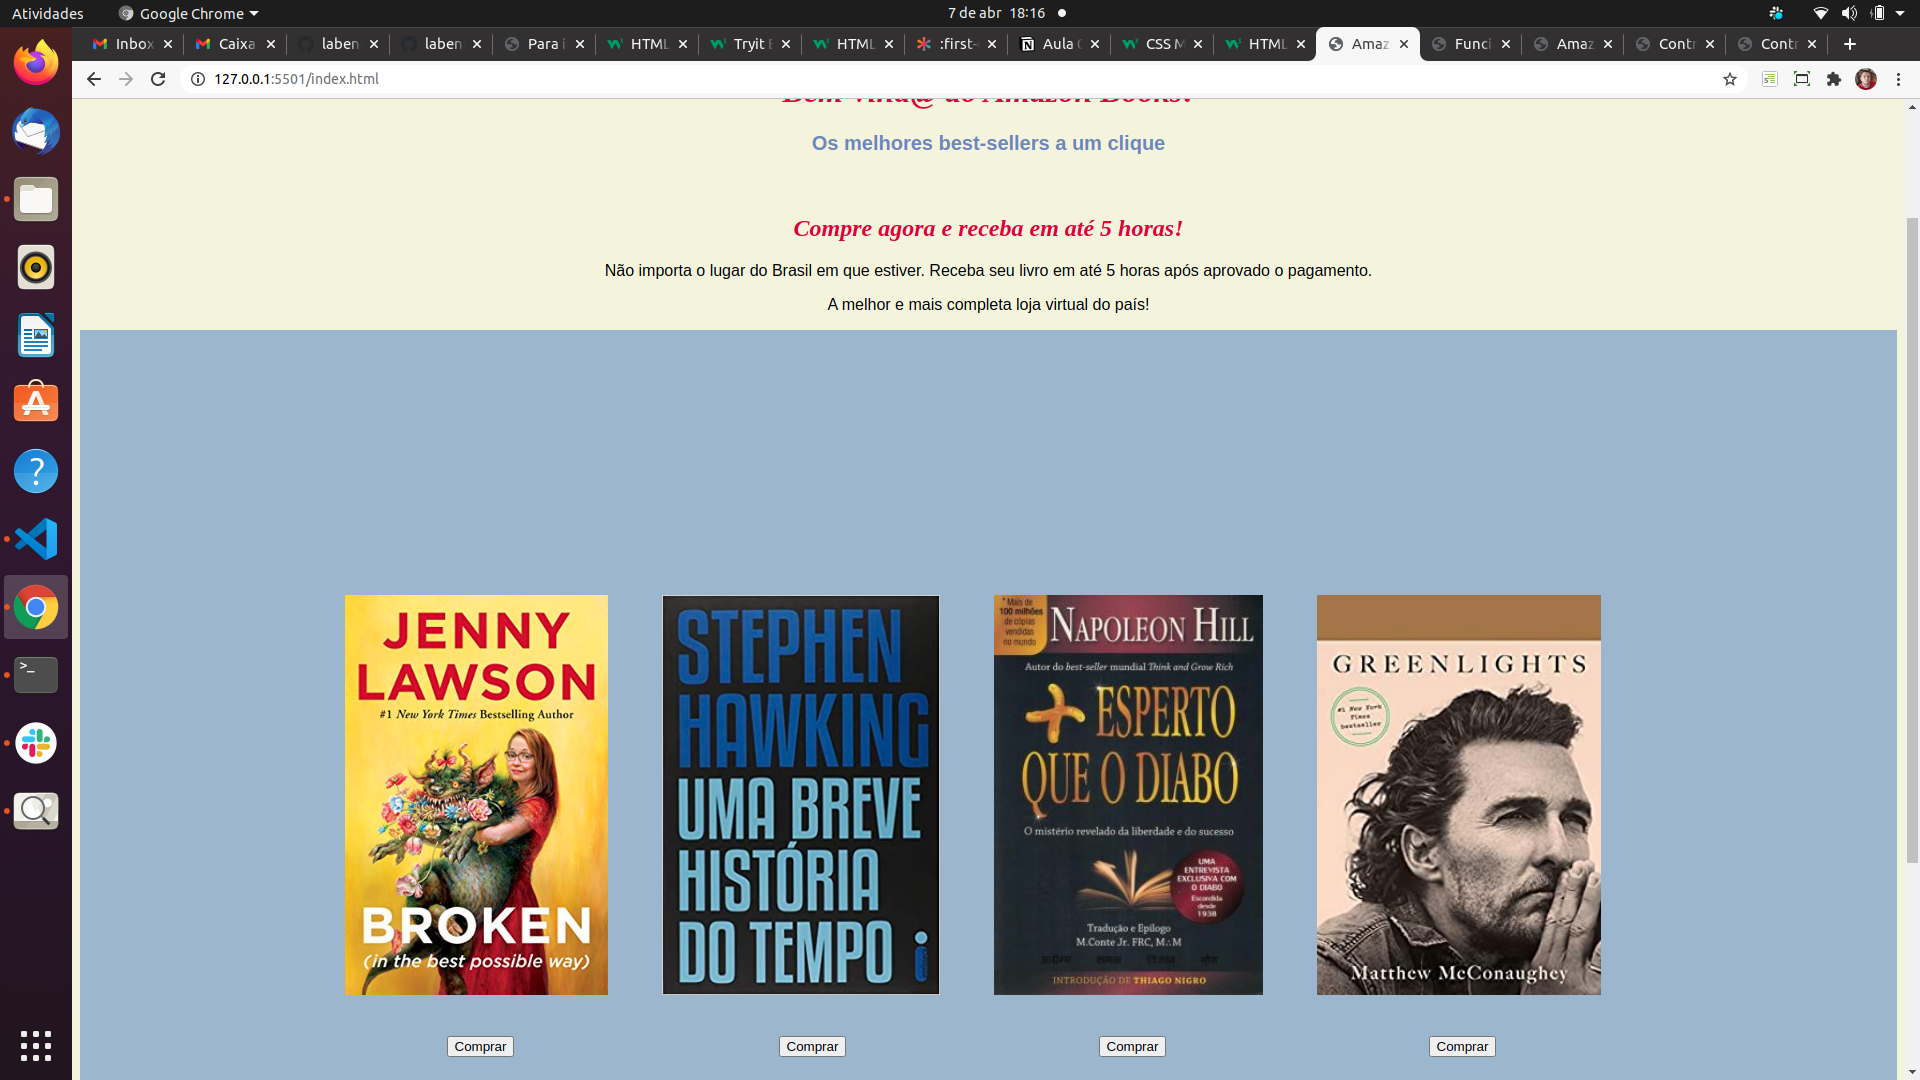 Atividades
Google Chrome
7 de abr 18:16
Inbox
Caixa
laben
laben
Para i
HTML
Tryit E
HTML
:first-
Aula
CSS M
HTML
Amaz
Funci
Amaz
Contr
Contr
127.0.0.1:5501/index.html
Os melhores best-sellers a um clique
Compre agora e receba em até 5 horas!
Não importa o lugar do Brasil em que estiver. Receba seu livro em até 5 horas após aprovado o pagamento.
A melhor e mais completa loja virtual do país!
JENNY
LAWSON
#1 New York Times Bestselling Author
BROKEN
(in the best possible way)
STEPHEN
HAWKING
UMA BREVE
HISTÓRIA
DO TEMPO
* Mais de
100 milhões
de cópias
vendidas
no mundo
NAPOLEON HILL
Autor do best-seller mundial Think and Grow Rich
+ ESPERTO
QUE O DIABO
O mistério revelado da liberdade e do sucesso
UMA
ENTREVISTA
EXCLUSIVA COM
O DIABO
Escondida
desde
1938
Tradução e Epílogo
M.Conte Jr. FRC, M∴M
INTRODUÇÃO DE THIAGO NIGRO
GREENLIGHTS
#1 New York
Times
bestseller
Matthew McConaughey
Comprar
Comprar
Comprar
Comprar